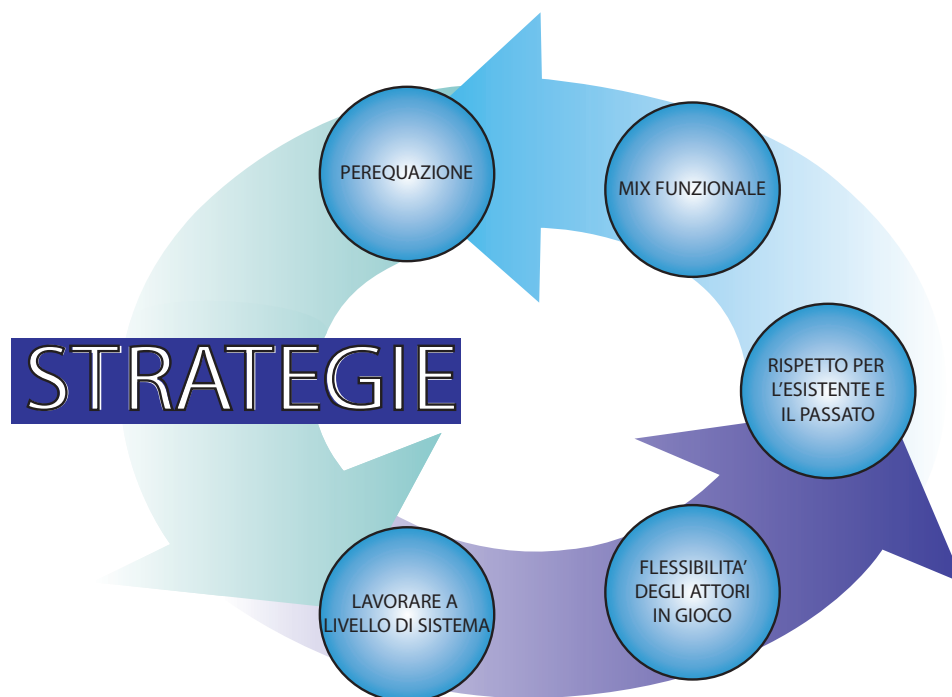 PEREQUAZIONE
MIX FUNZIONALE
STRATEGIE
RISPETTO PER
L’ESISTENTE E
IL PASSATO
LAVORARE A
LIVELLO DI SISTEMA
FLESSIBILITA’
DEGLI ATTORI
IN GIOCO